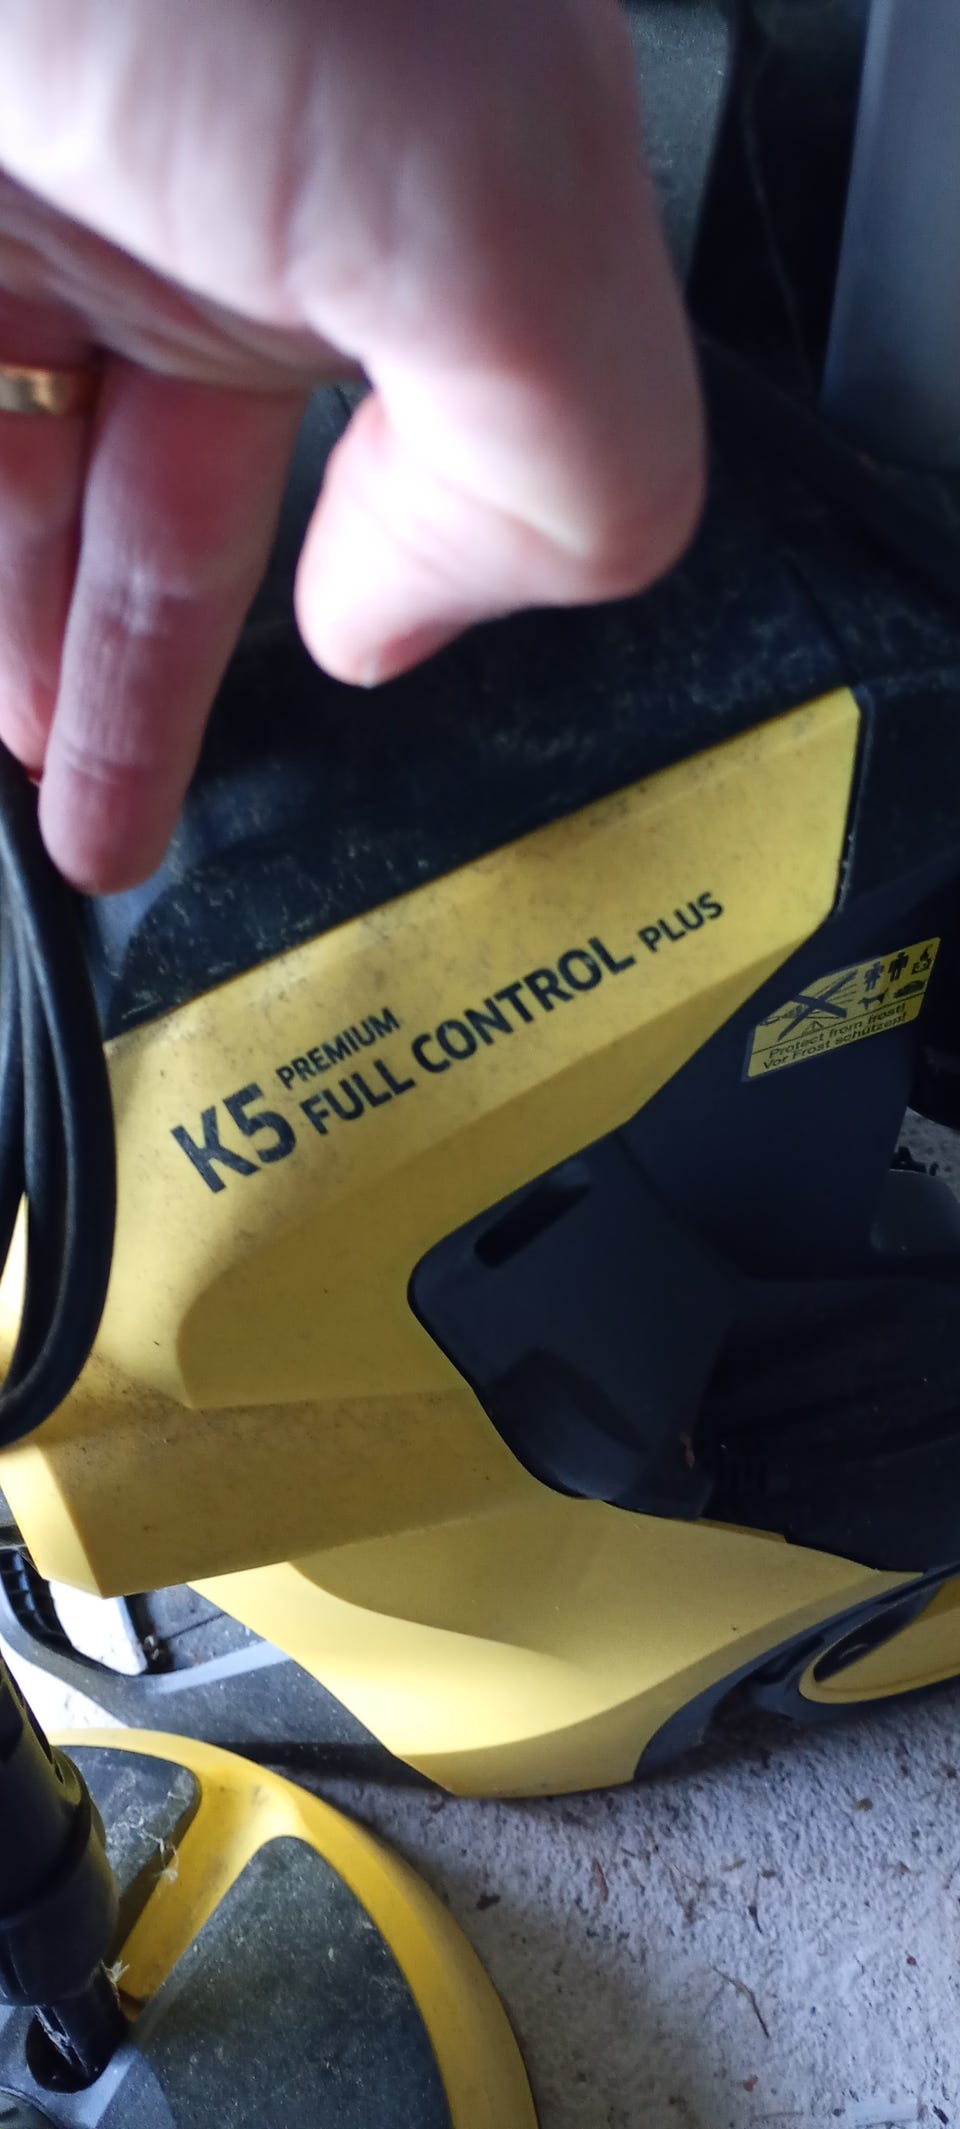 PREMIUM
K5 FULL CONTROL PLUS
Protect from frost!
Vor Frost schützen!